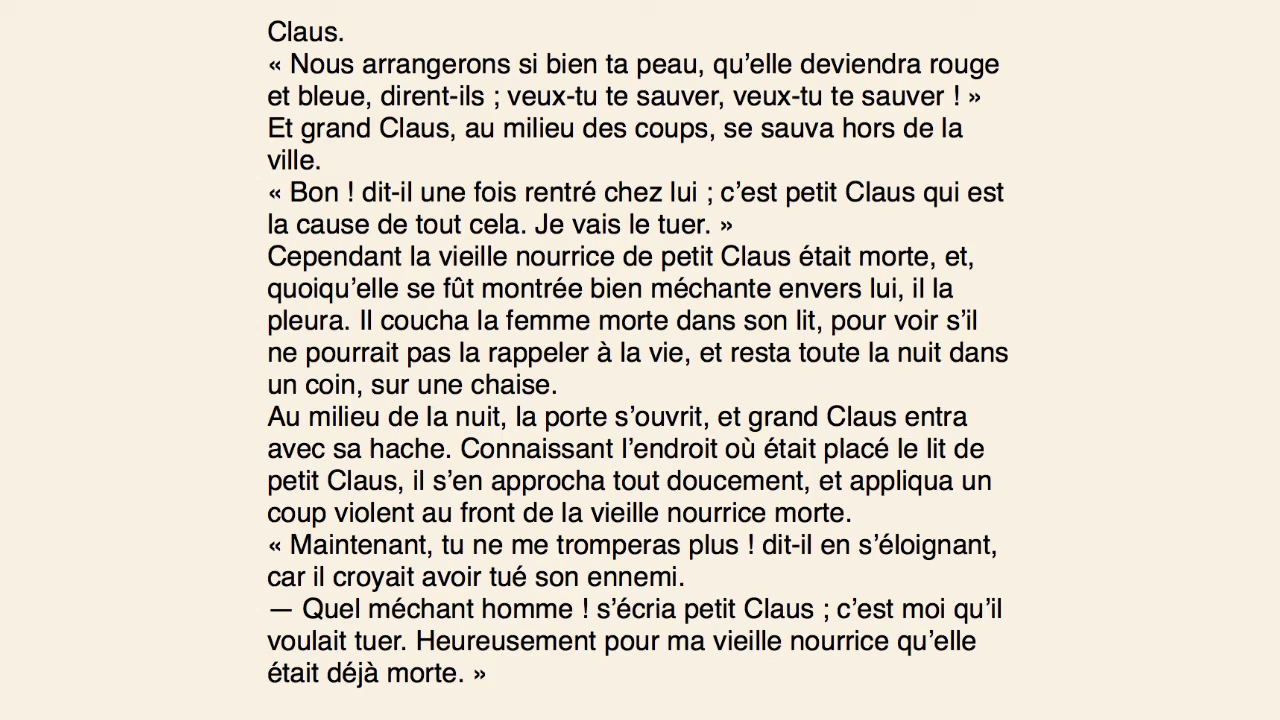 Claus.
« Nous arrangerons si bien ta peau, qu’elle deviendra rouge
et bleue, dirent-ils ; veux-tu te sauver, veux-tu te sauver ! »
Et grand Claus, au milieu des coups, se sauva hors de la
ville.
« Bon ! dit-il une fois rentré chez lui ; c’est petit Claus qui est
la cause de tout cela. Je vais le tuer. »
Cependant la vieille nourrice de petit Claus était morte, et,
quoiqu’elle se fût montrée bien méchante envers lui, il la
pleura. Il coucha la femme morte dans son lit, pour voir s’il
ne pourrait pas la rappeler à la vie, et resta toute la nuit dans
un coin, sur une chaise.
Au milieu de la nuit, la porte s’ouvrit, et grand Claus entra
avec sa hache. Connaissant l’endroit où était placé le lit de
petit Claus, il s’en approcha tout doucement, et appliqua un
coup violent au front de la vieille nourrice morte.
« Maintenant, tu ne me tromperas plus ! dit-il en s’éloignant,
car il croyait avoir tué son ennemi.
— Quel méchant homme ! s’écria petit Claus ; c’est moi qu’il
voulait tuer. Heureusement pour ma vieille nourrice qu’elle
était déjà morte. »